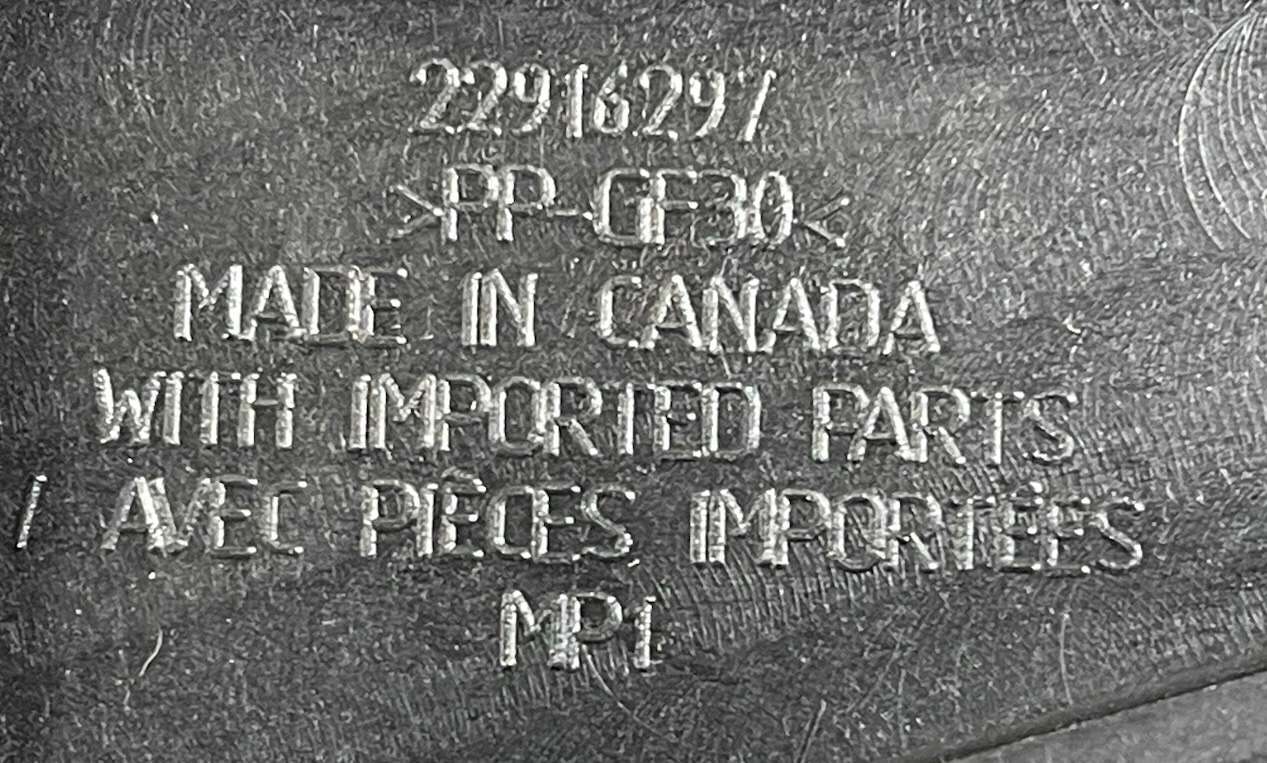 22916297
>PP-GF30<
MADE IN CANADA
WITH IMPORTED PARTS
/ AVEC PIÈCES IMPORTÉES
MP1